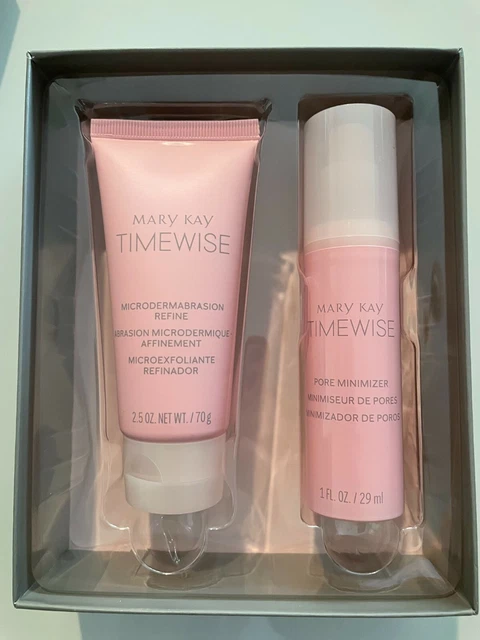 MARY KAY
TIMEWISE
MICRODERMABRASION
REFINE
ABRASION MICRODERMIQUE -
AFFINEMENT
MICROEXFOLIANTE
REFINADOR
2.5 OZ. NET WT. / 70 g
MARY KAY
TIMEWISE
PORE MINIMIZER
MINIMISEUR DE PORES
MINIMIZADOR DE POROS
1 FL. OZ. / 29 ml